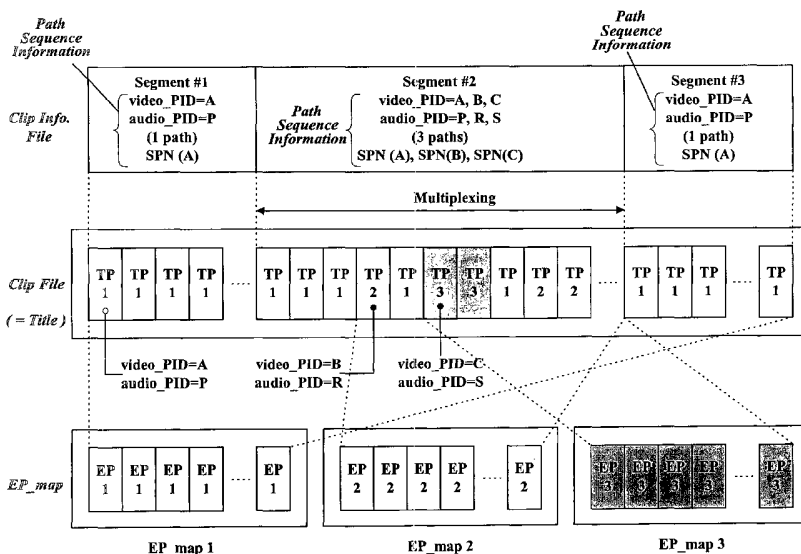 Path
Sequence
Information
Path
Sequence
Information
Clip Info.
File
Segment #1
video_PID=A
audio_PID=P
(1 path)
SPN (A)
Path
Sequence
Information
Segment #2
video_PID=A, B, C
audio_PID=P, R, S
(3 paths)
SPN (A), SPN(B), SPN(C)
Segment #3
video_PID=A
audio_PID=P
(1 path)
SPN (A)
Multiplexing
Clip File
( = Title )
TP 1 TP 1 TP 1 TP 1 ... TP 1 TP 1 TP 1 TP 2 TP 1 TP 3 TP 3 TP 1 TP 2 TP 2 ... TP 1 TP 1 TP 1 ... TP 1
video_PID=A
audio_PID=P
video_PID=B
audio_PID=R
video_PID=C
audio_PID=S
EP_map
EP 1 EP 1 EP 1 EP 1 ... EP 1
EP 2 EP 2 EP 2 EP 2 ... EP 2
EP 3 EP 3 EP 3 EP 3 ... EP 3
EP_map 1
EP_map 2
EP_map 3